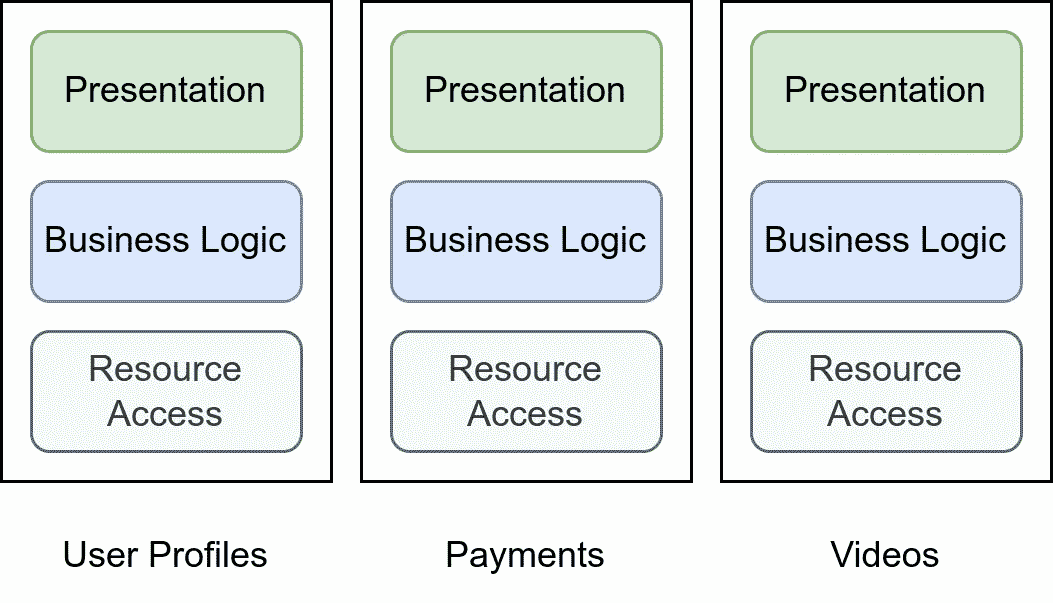 Presentation
Business Logic
Resource
Access
User Profiles
Presentation
Business Logic
Resource
Access
Payments
Presentation
Business Logic
Resource
Access
Videos